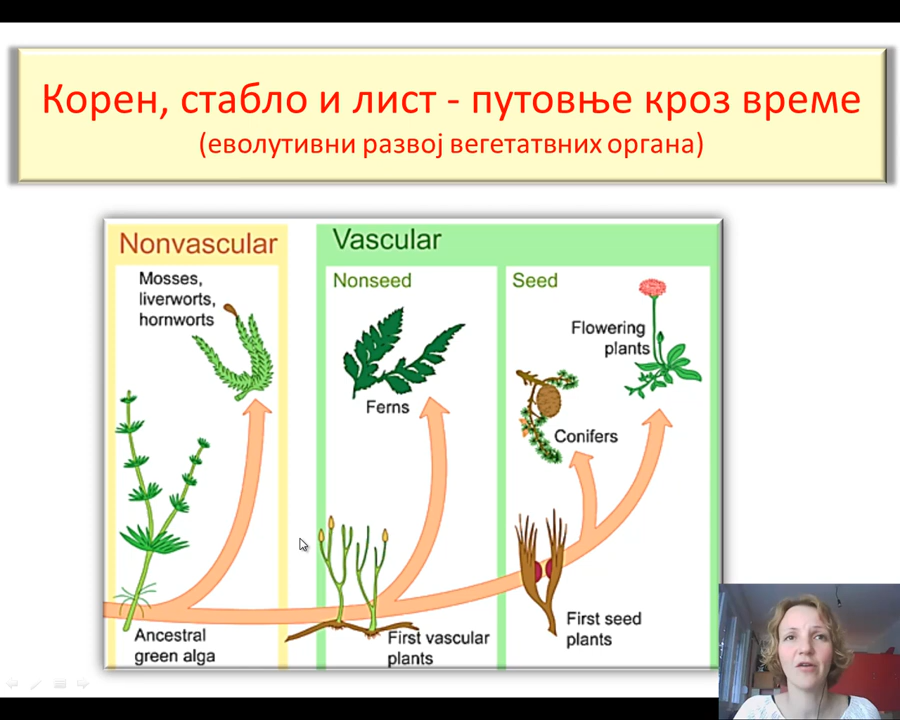 Корен, стабло и лист - путовње кроз време
(еволутивни развој вегетатвних органа)
Nonvascular
Mosses,
liverworts,
hornworts
Ancestral
green alga
Vascular
Nonseed
Ferns
First vascular
plants
Seed
Flowering
plants
Conifers
First seed
plants